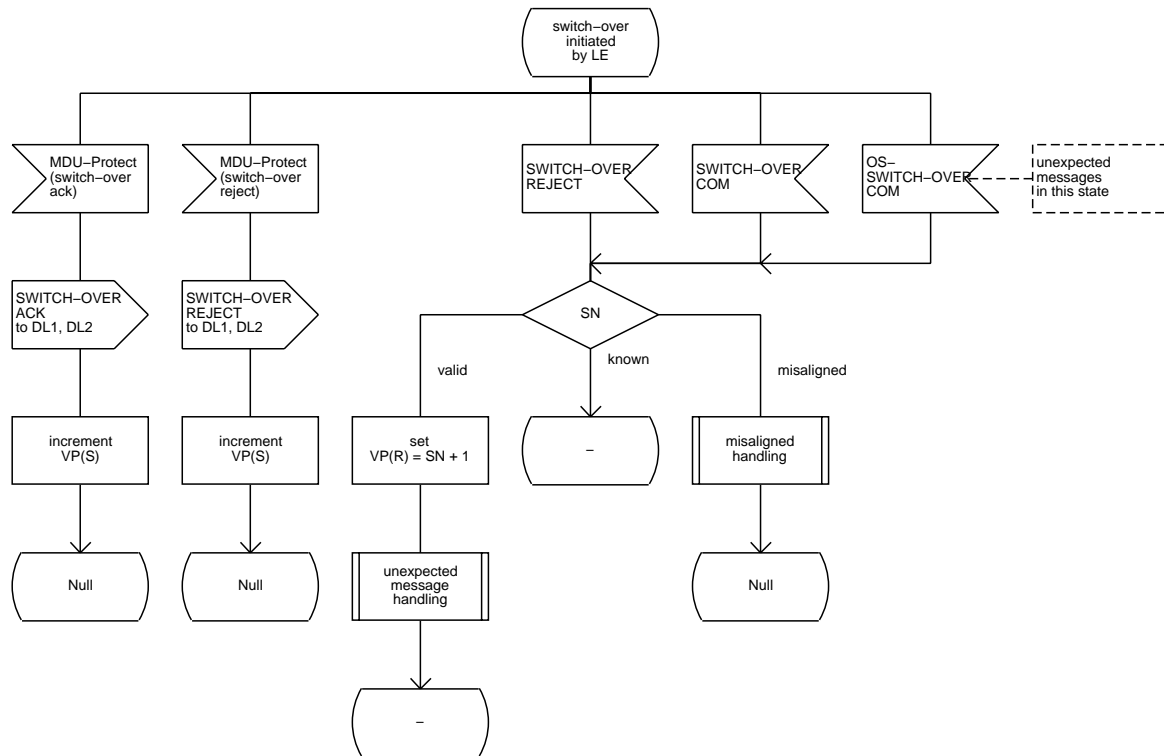 switch−over
initiated
by LE
MDU−Protect
(switch−over
ack)
MDU−Protect
(switch−over
reject)
SWITCH−OVER
REJECT
SWITCH−OVER
COM
OS−
SWITCH−OVER
COM
unexpected
messages
in this state
SWITCH−OVER
ACK
to DL1, DL2
SWITCH−OVER
REJECT
to DL1, DL2
SN
valid
known
misaligned
increment
VP(S)
increment
VP(S)
set
VP(R) = SN + 1
−
misaligned
handling
Null
Null
unexpected
message
handling
Null
−